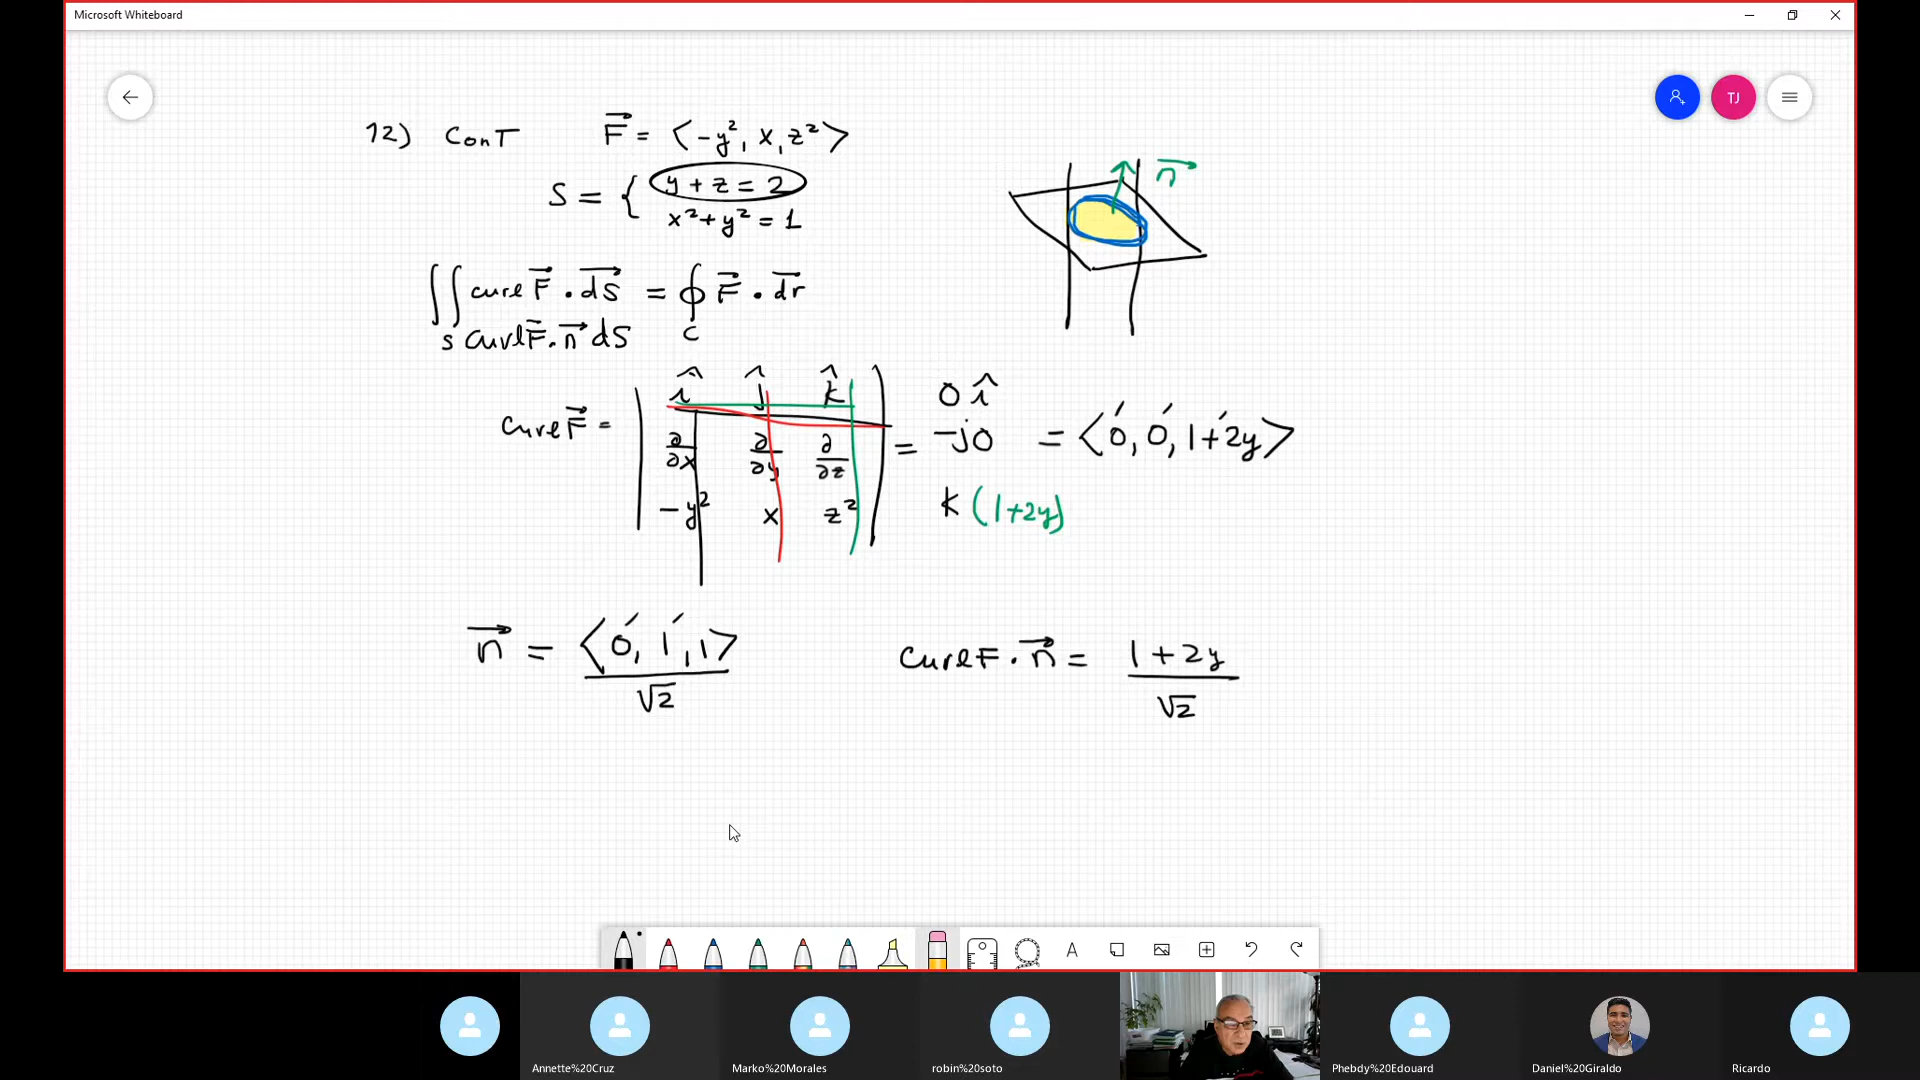 Microsoft Whiteboard
TJ
12) ConT F⃗ = ⟨-y², x, z²⟩
S = { y + z = 2
x² + y² = 1
n⃗
∬ curl F⃗ . dS⃗ = ∮ F⃗ . dr⃗
S curl F⃗ . n⃗ dS C
î ĵ k̂
curl F⃗ = ∂/∂x ∂/∂y ∂/∂z = 0 î -j0 = ⟨0, 0, 1+2y⟩
-y² x z² k (1+2y)
n⃗ = ⟨0, 1, 1⟩ / √2
curl F . n⃗ = 1 + 2y / √2
A
Annette%20Cruz
Marko%20Morales
robin%20soto
Phebdy%20Edouard
Daniel%20Giraldo
Ricardo